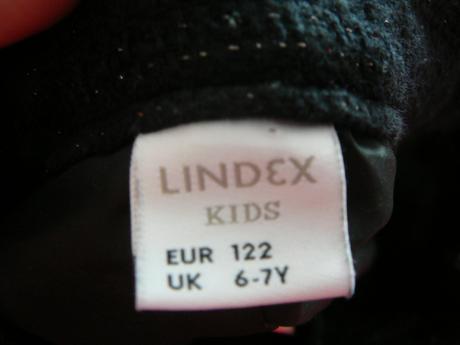 LINDEX
KIDS
EUR 122
UK 6-7Y